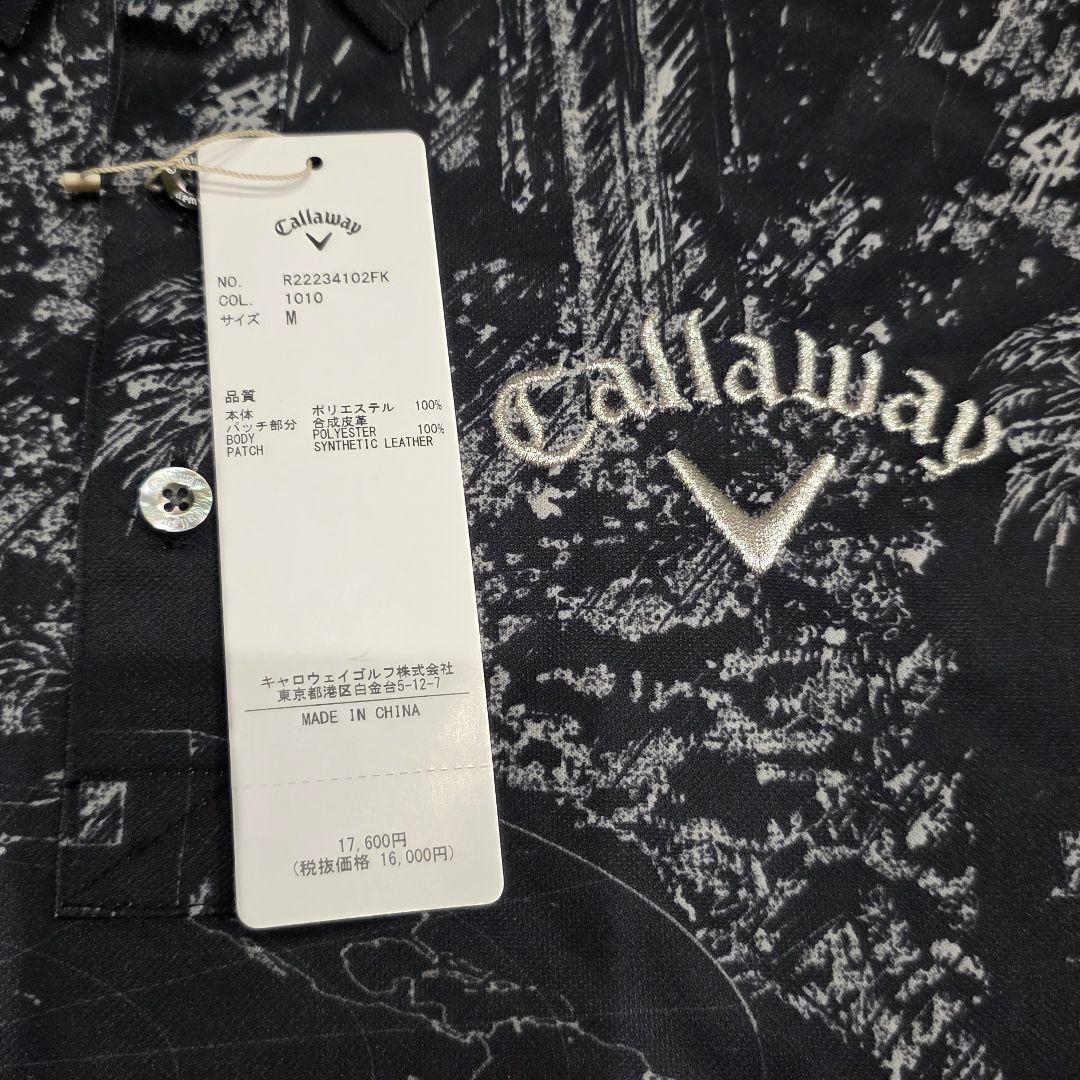 Callaway
NO. R22234102FK
COL. 1010
サイズ M
品質
本体 ポリエステル 100%
パッチ部分 合成皮革
BODY POLYESTER 100%
PATCH SYNTHETIC LEATHER
キャロウェイゴルフ株式会社
東京都港区白金台5-12-7
MADE IN CHINA
17,600円
(税抜価格 16,000円)
Callaway